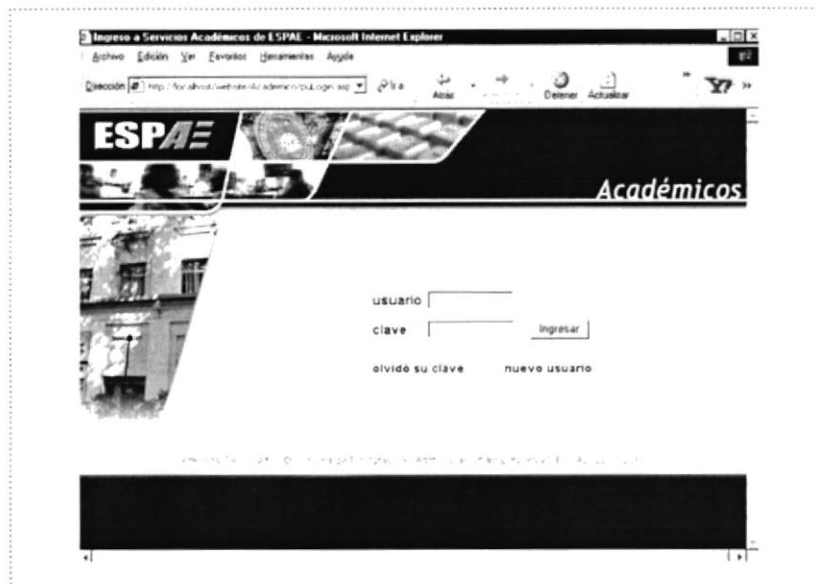 Ingreso a Servicios Académicos de ESPAE - Microsoft Internet Explorer
Archivo Edición Ver Favoritos Herramientas Ayuda
Dirección Ir a Atrás Detener Actualizar
ESPAE
Académicos
usuario
clave Ingresar
olvidó su clave nuevo usuario